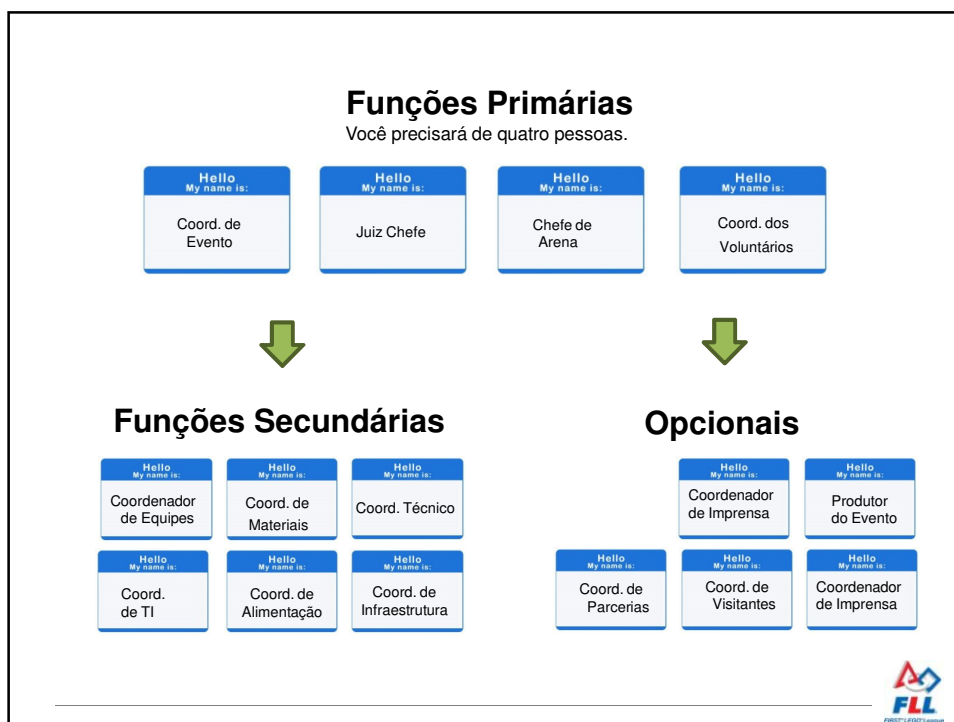 Funções Primárias
Você precisará de quatro pessoas.
Hello
My name is:
Coord. de
Evento
Hello
My name is:
Juiz Chefe
Hello
My name is:
Chefe de
Arena
Hello
My name is:
Coord. dos
Voluntários
Funções Secundárias
Hello
My name is:
Coordenador
de Equipes
Hello
My name is:
Coord. de
Materiais
Hello
My name is:
Coord. Técnico
Hello
My name is:
Coord.
de TI
Hello
My name is:
Coord. de
Alimentação
Hello
My name is:
Coord. de
Infraestrutura
Opcionais
Hello
My name is:
Coordenador
de Imprensa
Hello
My name is:
Produtor
do Evento
Hello
My name is:
Coord. de
Parcerias
Hello
My name is:
Coord. de
Visitantes
Hello
My name is:
Coordenador
de Imprensa
FLL
FIRST LEGO League